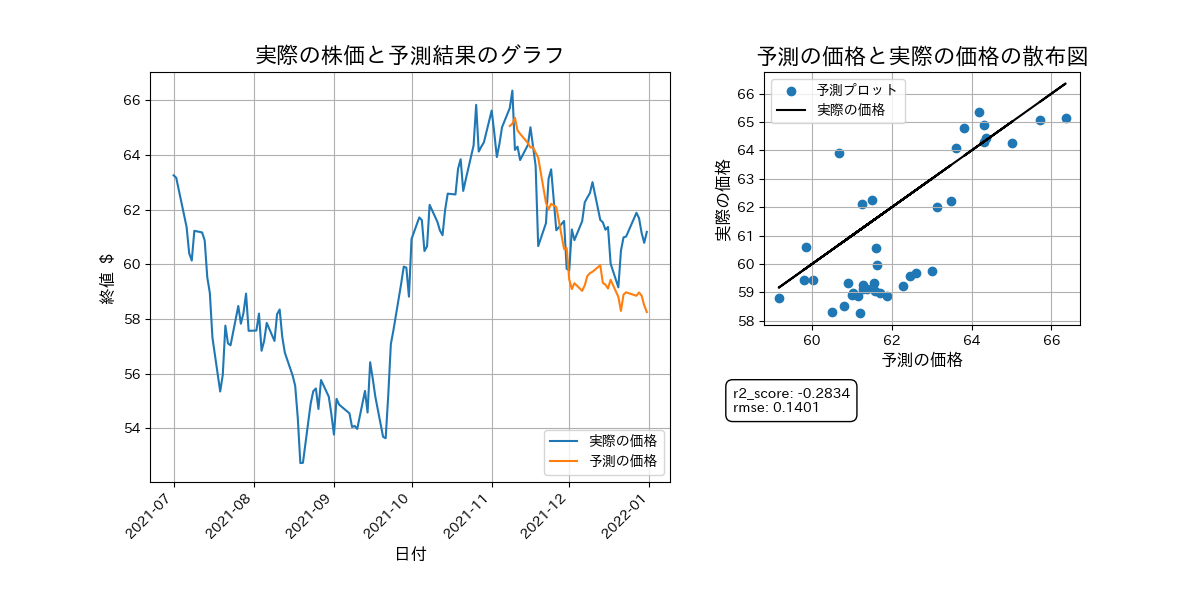 実際の株価と予測結果のグラフ
終値 $
66
64
62
60
58
56
54
2021-07
2021-08
2021-09
2021-10
2021-11
2021-12
2022-01
日付
実際の価格
予測の価格
予測の価格と実際の価格の散布図
実際の価格
66
65
64
63
62
61
60
59
58
予測プロット
実際の価格
60
62
64
66
予測の価格
r2_score: -0.2834
rmse: 0.1401